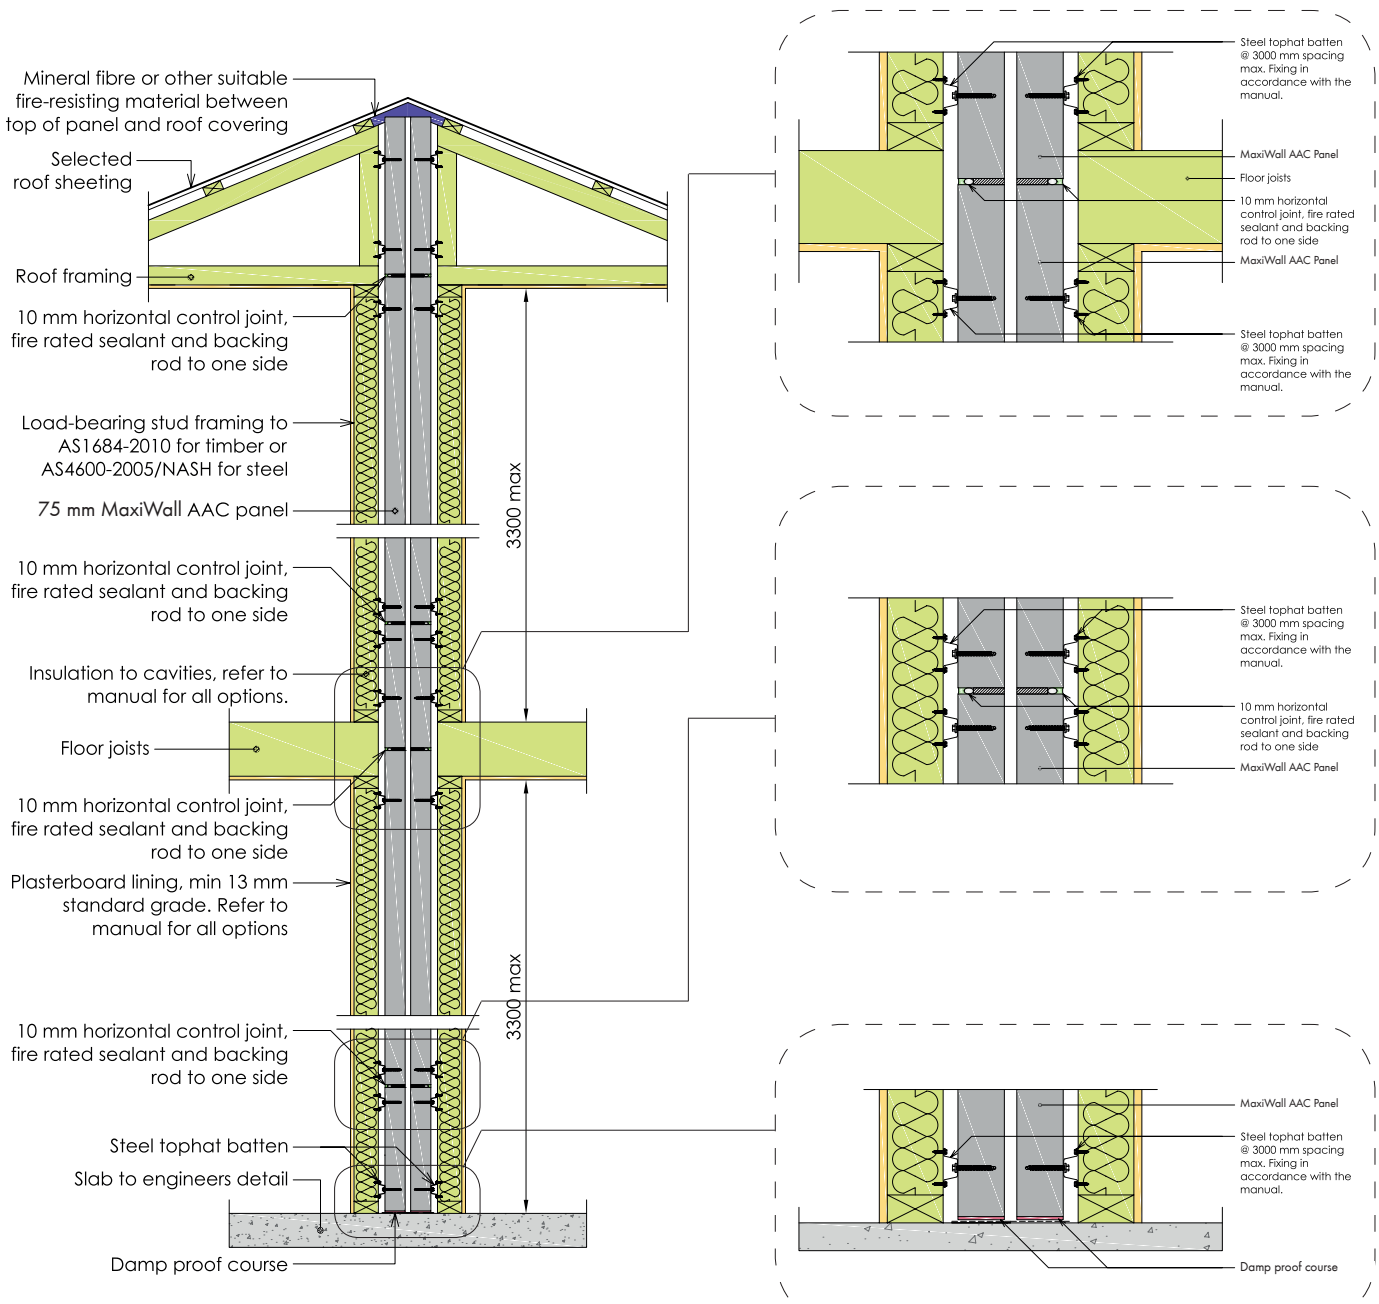 Mineral fibre or other suitable
fire-resisting material between
top of panel and roof covering
Selected
roof sheeting
Roof framing
10 mm horizontal control joint,
fire rated sealant and backing
rod to one side
Load-bearing stud framing to
AS1684-2010 for timber or
AS4600-2005/NASH for steel
75 mm MaxiWall AAC panel
10 mm horizontal control joint,
fire rated sealant and backing
rod to one side
Insulation to cavities, refer to
manual for all options.
Floor joists
10 mm horizontal control joint,
fire rated sealant and backing
rod to one side
Plasterboard lining, min 13 mm
standard grade. Refer to
manual for all options
10 mm horizontal control joint,
fire rated sealant and backing
rod to one side
Steel tophat batten
Slab to engineers detail
Damp proof course
3300 max
3300 max
Steel tophat batten
@ 3000 mm spacing
max. Fixing in
accordance with the
manual.
MaxiWall AAC Panel
Floor joists
10 mm horizontal
control joint, fire rated
sealant and backing
rod to one side
MaxiWall AAC Panel
Steel tophat batten
@ 3000 mm spacing
max. Fixing in
accordance with the
manual.
Steel tophat batten
@ 3000 mm spacing
max. Fixing in
accordance with the
manual.
10 mm horizontal
control joint, fire rated
sealant and backing
rod to one side
MaxiWall AAC Panel
MaxiWall AAC Panel
Steel tophat batten
@ 3000 mm spacing
max. Fixing in
accordance with the
manual.
Damp proof course